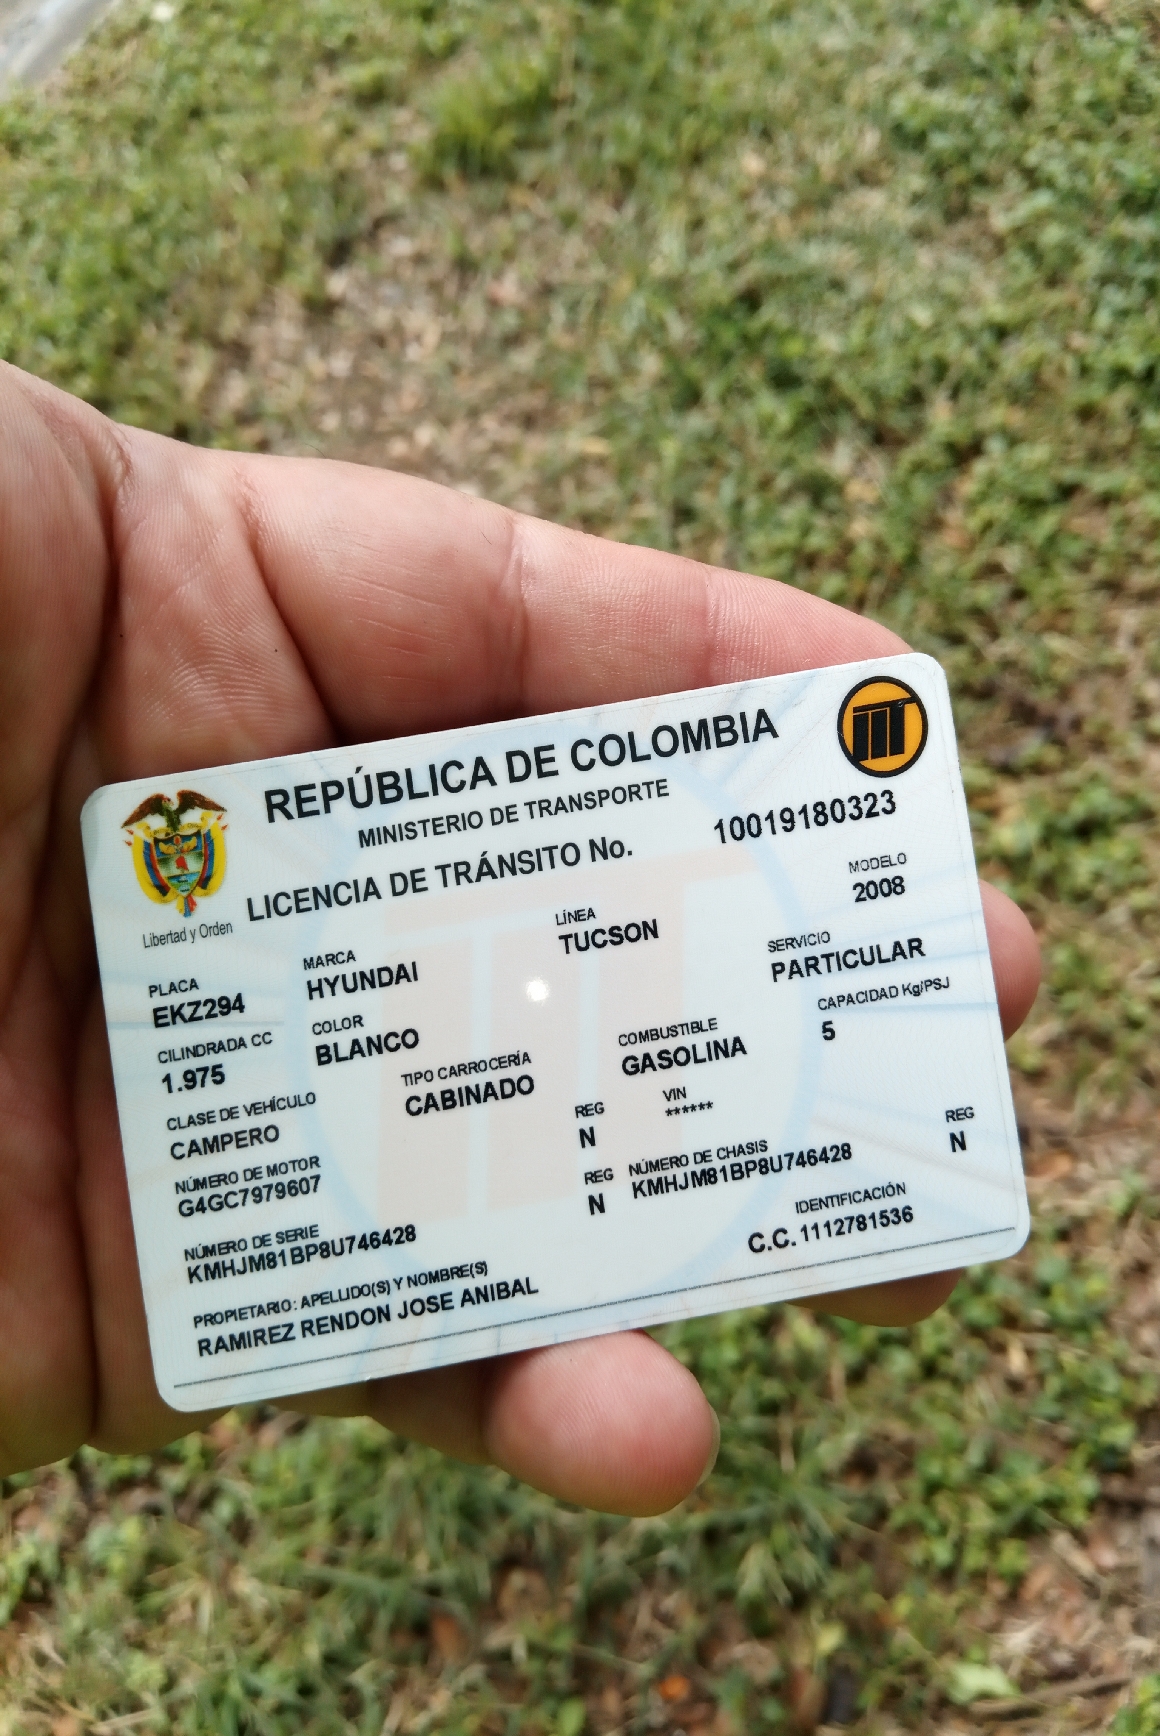 REPÚBLICA DE COLOMBIA
MINISTERIO DE TRANSPORTE
LICENCIA DE TRÁNSITO No. 10019180323
Libertad y Orden
PLACA MARCA LÍNEA MODELO
EKZ294 HYUNDAI TUCSON 2008
CILINDRADA CC COLOR SERVICIO
1.975 BLANCO PARTICULAR
CLASE DE VEHÍCULO TIPO CARROCERÍA COMBUSTIBLE CAPACIDAD Kg/PSJ
CAMPERO CABINADO GASOLINA 5
NÚMERO DE MOTOR REG VIN
G4GC7979607 N ******
NÚMERO DE SERIE REG NÚMERO DE CHASIS REG
KMHJM81BP8U746428 N KMHJM81BP8U746428 N
PROPIETARIO: APELLIDO(S) Y NOMBRE(S) IDENTIFICACIÓN
RAMIREZ RENDON JOSE ANIBAL C.C. 1112781536